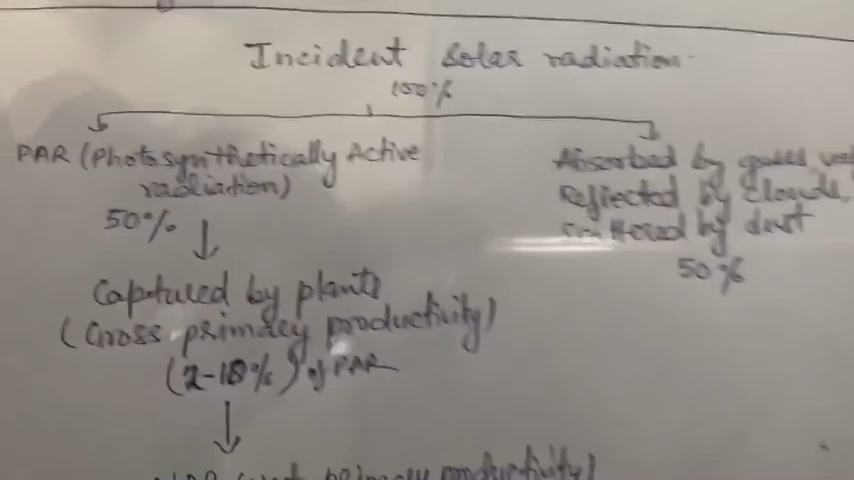 Incident Solar radiation.
100%
PAR (Photosynthetically Active
radiation)
50%
Absorbed by gases
Reflected by clouds,
Scattered by dust
50%
Captured by plants
(Gross primary productivity)
(2-10%) of PAR
primary productivity)